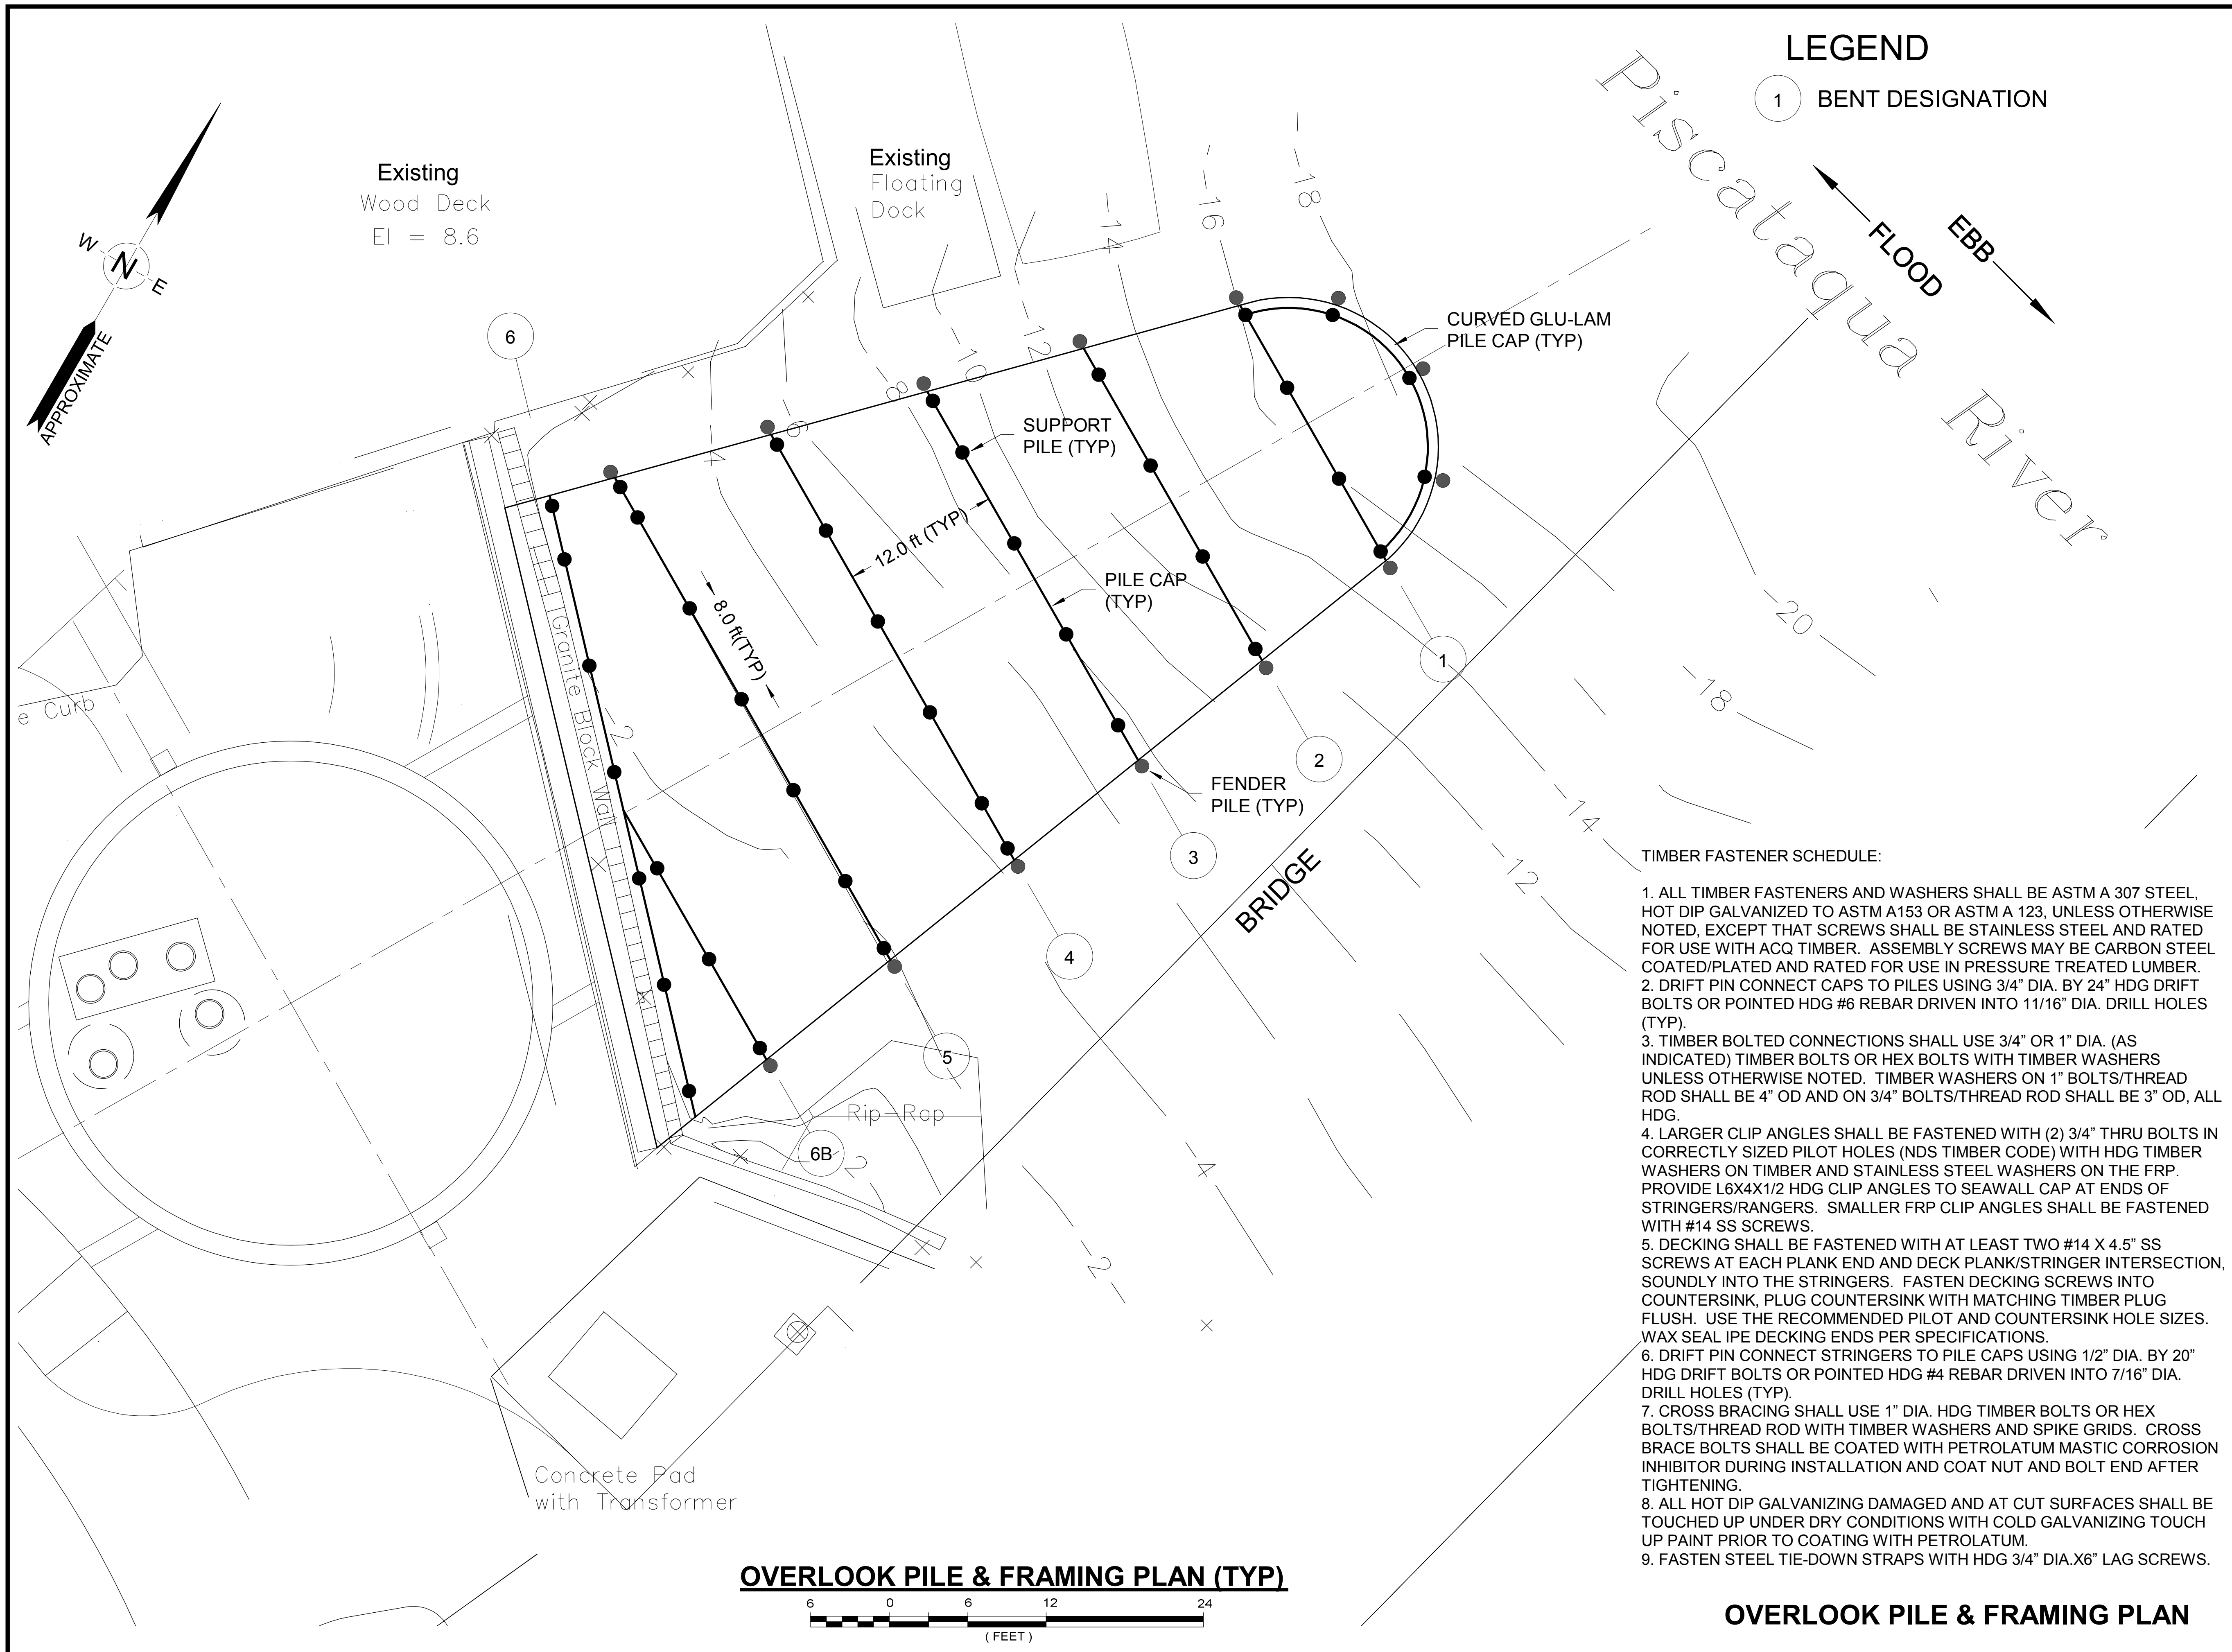 LEGEND
1 BENT DESIGNATION
Piscataqua River
FLOOD
EBB
Existing
Wood Deck
El = 8.6
Existing
Floating
Dock
W
N
E
APPROXIMATE
6
-18
-16
-14
-12
-10
-8
-6
-4
CURVED GLU-LAM
PILE CAP (TYP)
SUPPORT
PILE (TYP)
12.0 ft (TYP)
PILE CAP
(TYP)
8.0 ft(TYP)
Granite Block Wall
-2
e Curb
-20
-18
1
2
FENDER
PILE (TYP)
3
-14
-12
BRIDGE
4
5
Rip-Rap
6B
-2
-4
-2
Concrete Pad
with Transformer
TIMBER FASTENER SCHEDULE:
1. ALL TIMBER FASTENERS AND WASHERS SHALL BE ASTM A 307 STEEL,
HOT DIP GALVANIZED TO ASTM A153 OR ASTM A 123, UNLESS OTHERWISE
NOTED, EXCEPT THAT SCREWS SHALL BE STAINLESS STEEL AND RATED
FOR USE WITH ACQ TIMBER. ASSEMBLY SCREWS MAY BE CARBON STEEL
COATED/PLATED AND RATED FOR USE IN PRESSURE TREATED LUMBER.
2. DRIFT PIN CONNECT CAPS TO PILES USING 3/4” DIA. BY 24” HDG DRIFT
BOLTS OR POINTED HDG #6 REBAR DRIVEN INTO 11/16” DIA. DRILL HOLES
(TYP).
3. TIMBER BOLTED CONNECTIONS SHALL USE 3/4” OR 1” DIA. (AS
INDICATED) TIMBER BOLTS OR HEX BOLTS WITH TIMBER WASHERS
UNLESS OTHERWISE NOTED. TIMBER WASHERS ON 1” BOLTS/THREAD
ROD SHALL BE 4” OD AND ON 3/4” BOLTS/THREAD ROD SHALL BE 3” OD, ALL
HDG.
4. LARGER CLIP ANGLES SHALL BE FASTENED WITH (2) 3/4” THRU BOLTS IN
CORRECTLY SIZED PILOT HOLES (NDS TIMBER CODE) WITH HDG TIMBER
WASHERS ON TIMBER AND STAINLESS STEEL WASHERS ON THE FRP.
PROVIDE L6X4X1/2 HDG CLIP ANGLES TO SEAWALL CAP AT ENDS OF
STRINGERS/RANGERS. SMALLER FRP CLIP ANGLES SHALL BE FASTENED
WITH #14 SS SCREWS.
5. DECKING SHALL BE FASTENED WITH AT LEAST TWO #14 X 4.5” SS
SCREWS AT EACH PLANK END AND DECK PLANK/STRINGER INTERSECTION,
SOUNDLY INTO THE STRINGERS. FASTEN DECKING SCREWS INTO
COUNTERSINK, PLUG COUNTERSINK WITH MATCHING TIMBER PLUG
FLUSH. USE THE RECOMMENDED PILOT AND COUNTERSINK HOLE SIZES.
WAX SEAL IPE DECKING ENDS PER SPECIFICATIONS.
6. DRIFT PIN CONNECT STRINGERS TO PILE CAPS USING 1/2” DIA. BY 20”
HDG DRIFT BOLTS OR POINTED HDG #4 REBAR DRIVEN INTO 7/16” DIA.
DRILL HOLES (TYP).
7. CROSS BRACING SHALL USE 1” DIA. HDG TIMBER BOLTS OR HEX
BOLTS/THREAD ROD WITH TIMBER WASHERS AND SPIKE GRIDS. CROSS
BRACE BOLTS SHALL BE COATED WITH PETROLATUM MASTIC CORROSION
INHIBITOR DURING INSTALLATION AND COAT NUT AND BOLT END AFTER
TIGHTENING.
8. ALL HOT DIP GALVANIZING DAMAGED AND AT CUT SURFACES SHALL BE
TOUCHED UP UNDER DRY CONDITIONS WITH COLD GALVANIZING TOUCH
UP PAINT PRIOR TO COATING WITH PETROLATUM.
9. FASTEN STEEL TIE-DOWN STRAPS WITH HDG 3/4” DIA.X6” LAG SCREWS.
OVERLOOK PILE & FRAMING PLAN (TYP)
6 0 6 12 24
( FEET )
OVERLOOK PILE & FRAMING PLAN